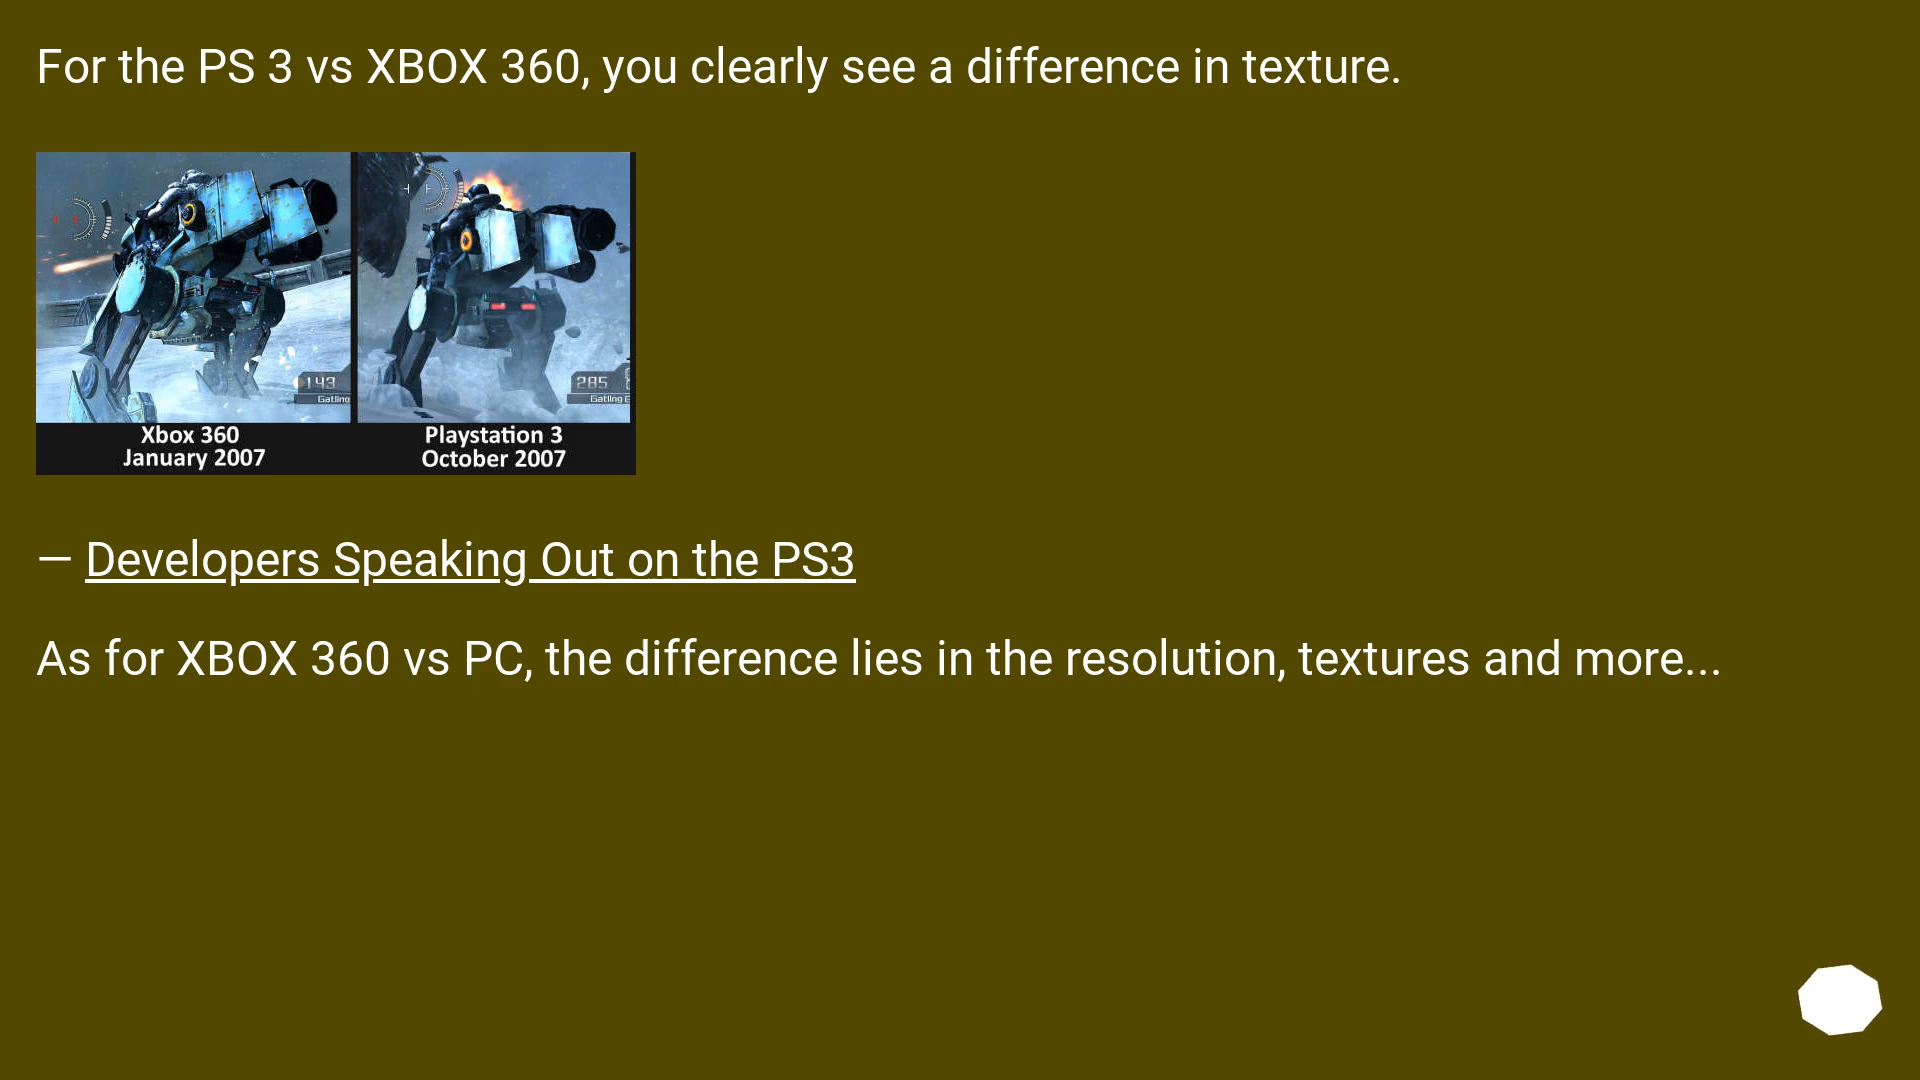 For the PS 3 vs XBOX 360, you clearly see a difference in texture.
143
Gatling
285
Gatling
Xbox 360
January 2007
Playstation 3
October 2007
— Developers Speaking Out on the PS3
As for XBOX 360 vs PC, the difference lies in the resolution, textures and more...